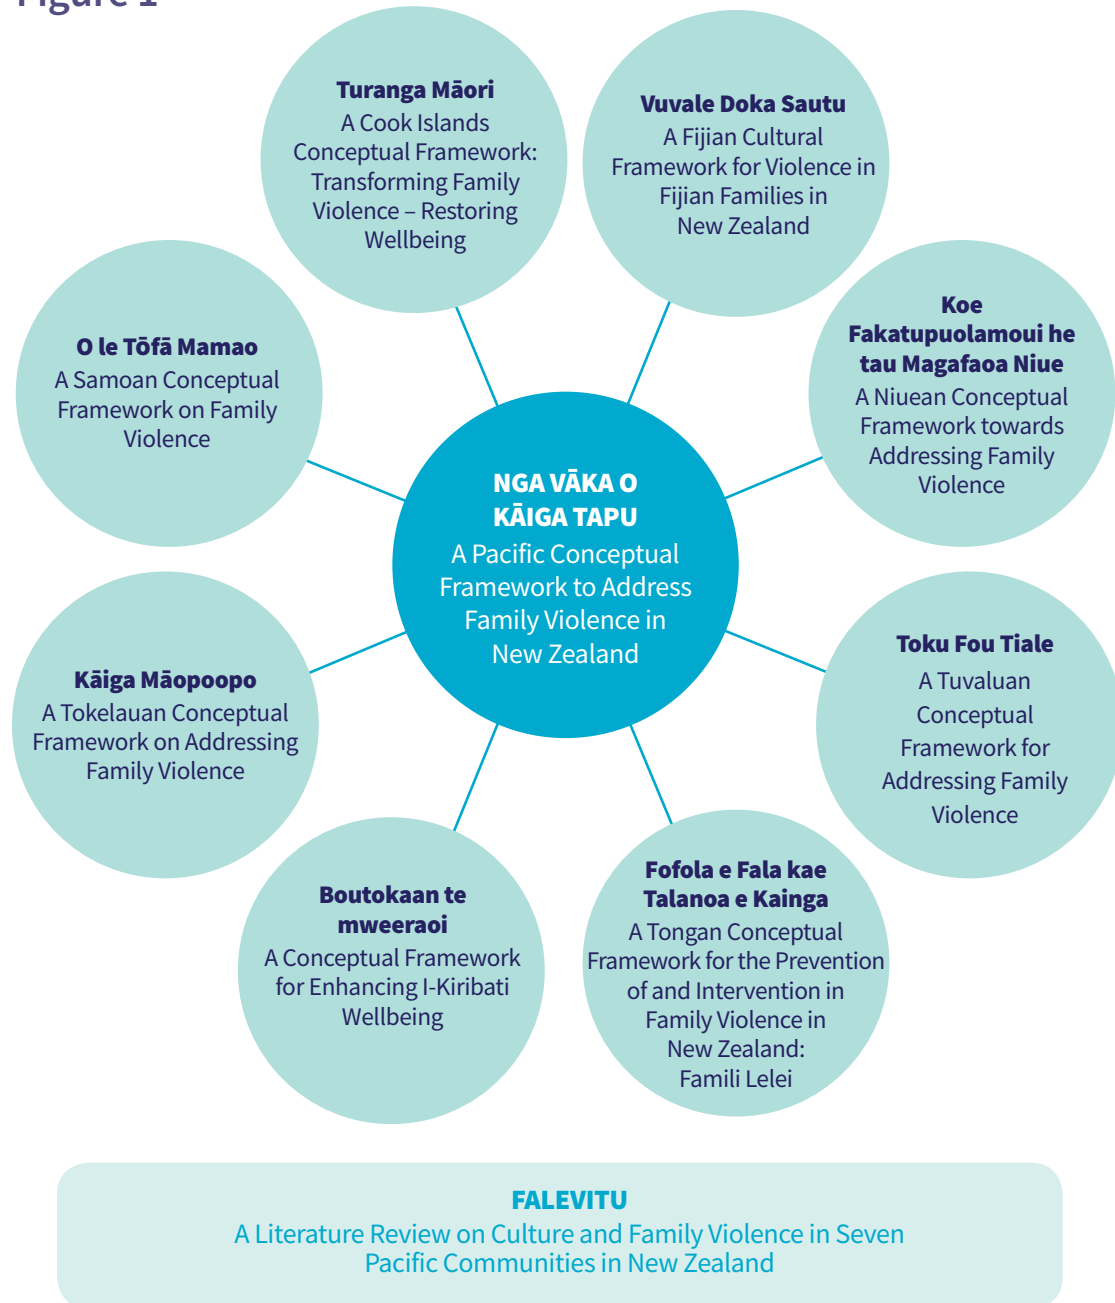 Figure 1
Turanga Māori
A Cook Islands
Conceptual Framework:
Transforming Family
Violence – Restoring
Wellbeing
Vuvale Doka Sautu
A Fijian Cultural
Framework for Violence in
Fijian Families in
New Zealand
Koe
Fakatupuolamoui he
tau Magafaoa Niue
A Niuean Conceptual
Framework towards
Addressing Family
Violence
O le Tōfā Mamao
A Samoan Conceptual
Framework on Family
Violence
NGA VĀKA O
KĀIGA TAPU
A Pacific Conceptual
Framework to Address
Family Violence in
New Zealand
Toku Fou Tiale
A Tuvaluan
Conceptual
Framework for
Addressing Family
Violence
Kāiga Māopoopo
A Tokelauan Conceptual
Framework on Addressing
Family Violence
Boutokaan te
mweeraoi
A Conceptual Framework
for Enhancing I-Kiribati
Wellbeing
Fofola e Fala kae
Talanoa e Kainga
A Tongan Conceptual
Framework for the Prevention
of and Intervention in
Family Violence in
New Zealand:
Famili Lelei
FALEVITU
A Literature Review on Culture and Family Violence in Seven
Pacific Communities in New Zealand